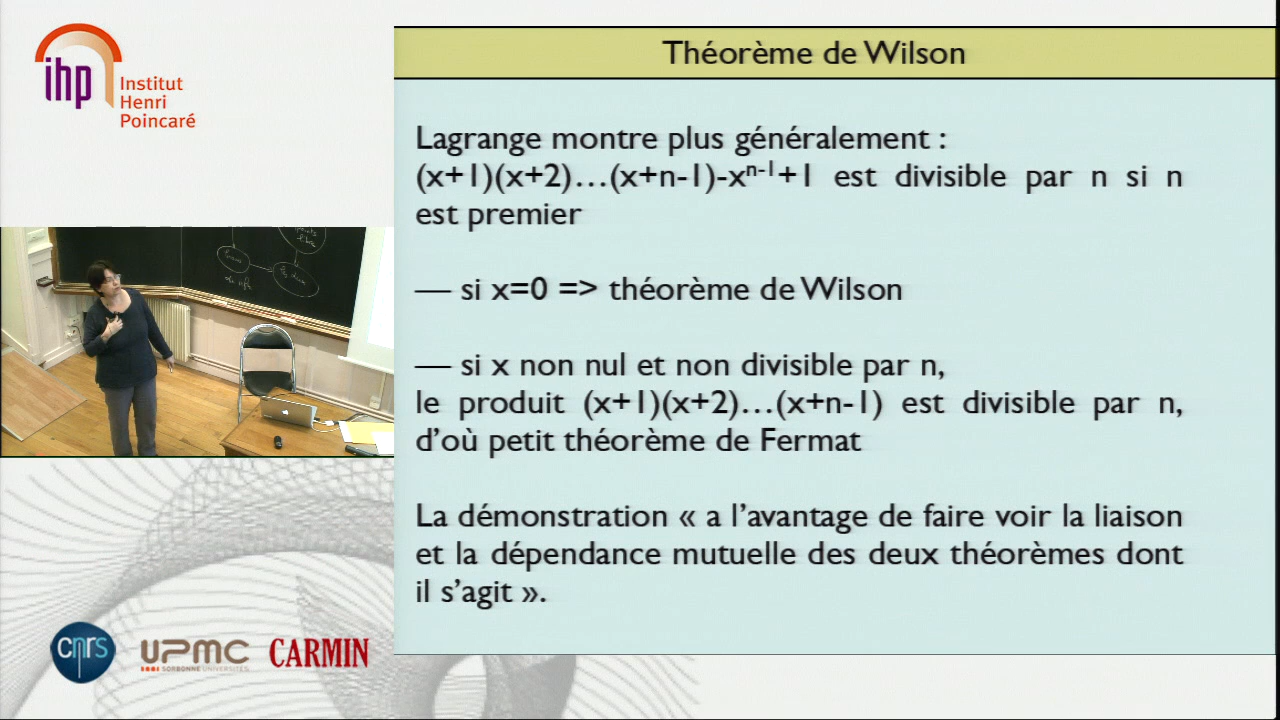 ihp
Institut
Henri
Poincaré
Théorème de Wilson
Lagrange montre plus généralement :
(x+1)(x+2)…(x+n-1)-xⁿ⁻¹+1 est divisible par n si n
est premier
— si x=0 => théorème de Wilson
— si x non nul et non divisible par n,
le produit (x+1)(x+2)…(x+n-1) est divisible par n,
d’où petit théorème de Fermat
La démonstration « a l’avantage de faire voir la liaison
et la dépendance mutuelle des deux théorèmes dont
il s’agit ».
cnrs
UPMC
SORBONNE UNIVERSITÉS
CARMIN